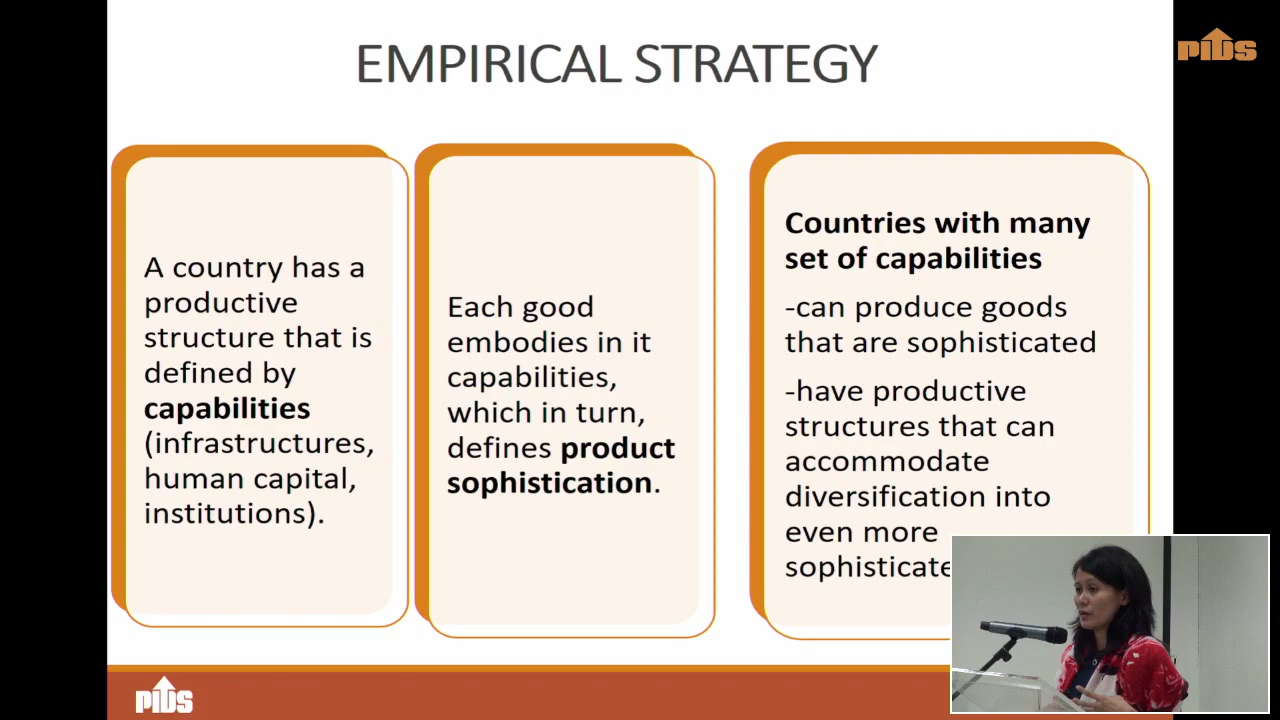 EMPIRICAL STRATEGY
PIDS
A country has a
productive
structure that is
defined by
capabilities
(infrastructures,
human capital,
institutions).
Each good
embodies in it
capabilities,
which in turn,
defines product
sophistication.
Countries with many
set of capabilities
-can produce goods
that are sophisticated
-have productive
structures that can
accommodate
diversification into
even more
PIDS